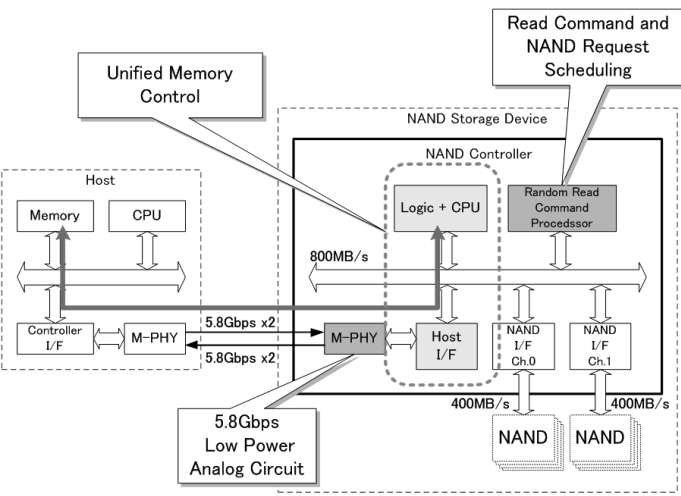 Read Command and
NAND Request
Scheduling
Unified Memory
Control
NAND Storage Device
NAND Controller
Host
Memory
CPU
Logic + CPU
Random Read
Command
Procedssor
800MB/s
5.8Gbps x2
Controller
I/F
M-PHY
5.8Gbps x2
M-PHY
Host
I/F
NAND
I/F
Ch.0
NAND
I/F
Ch.1
400MB/s
400MB/s
5.8Gbps
Low Power
Analog Circuit
NAND
NAND